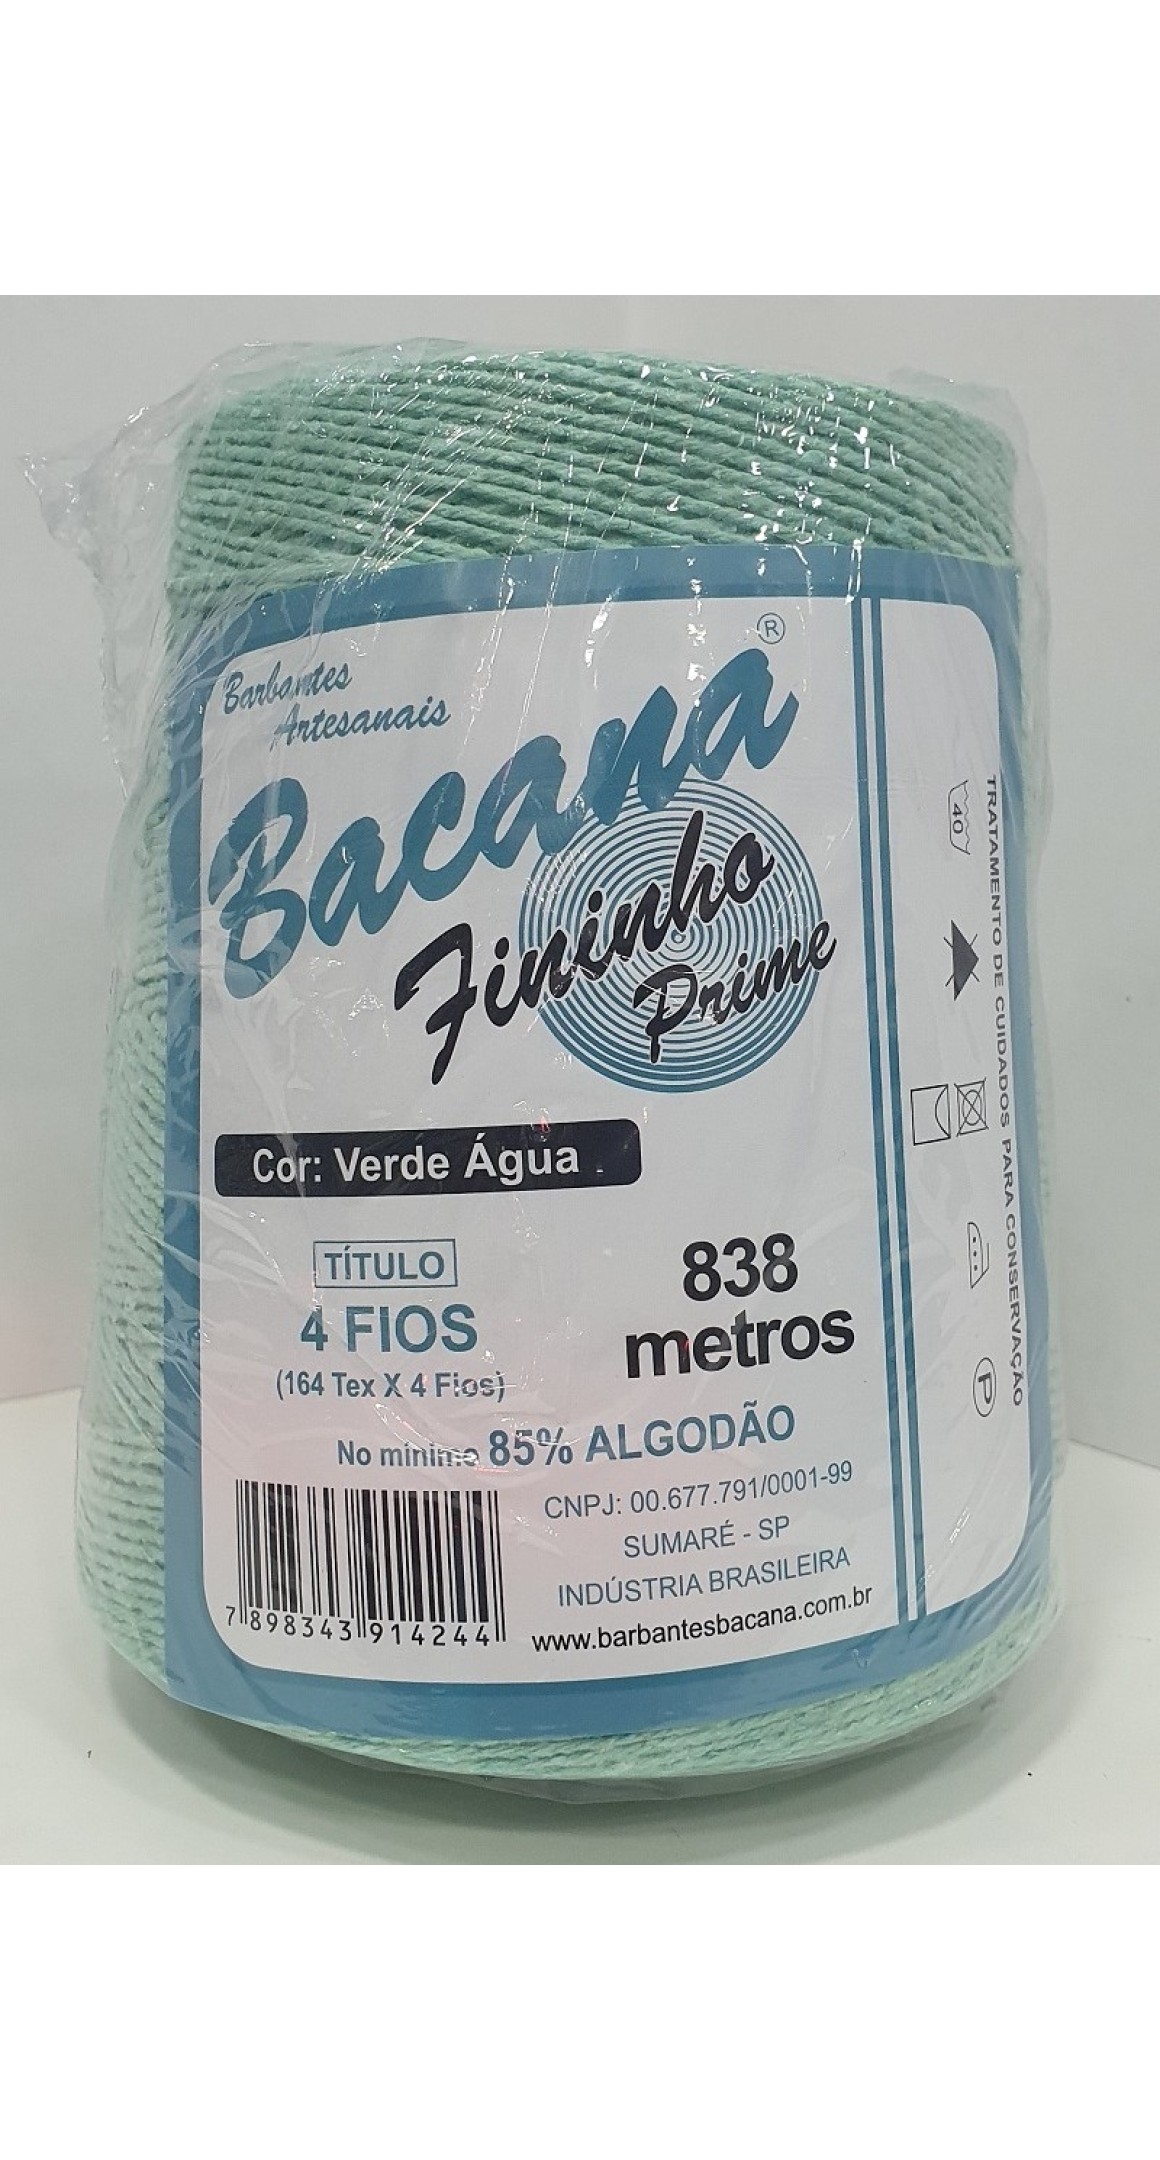 Barbantes
Artesanais
Bacana®
Fininho
Prime
Cor: Verde Água
TÍTULO
4 FIOS
(164 Tex X 4 Fios)
838
metros
No mínimo 85% ALGODÃO
CNPJ: 00.677.791/0001-99
SUMARÉ - SP
INDÚSTRIA BRASILEIRA
www.barbantesbacana.com.br
7 898343 914244
TRATAMENTO DE CUIDADOS PARA CONSERVAÇÃO
40
P